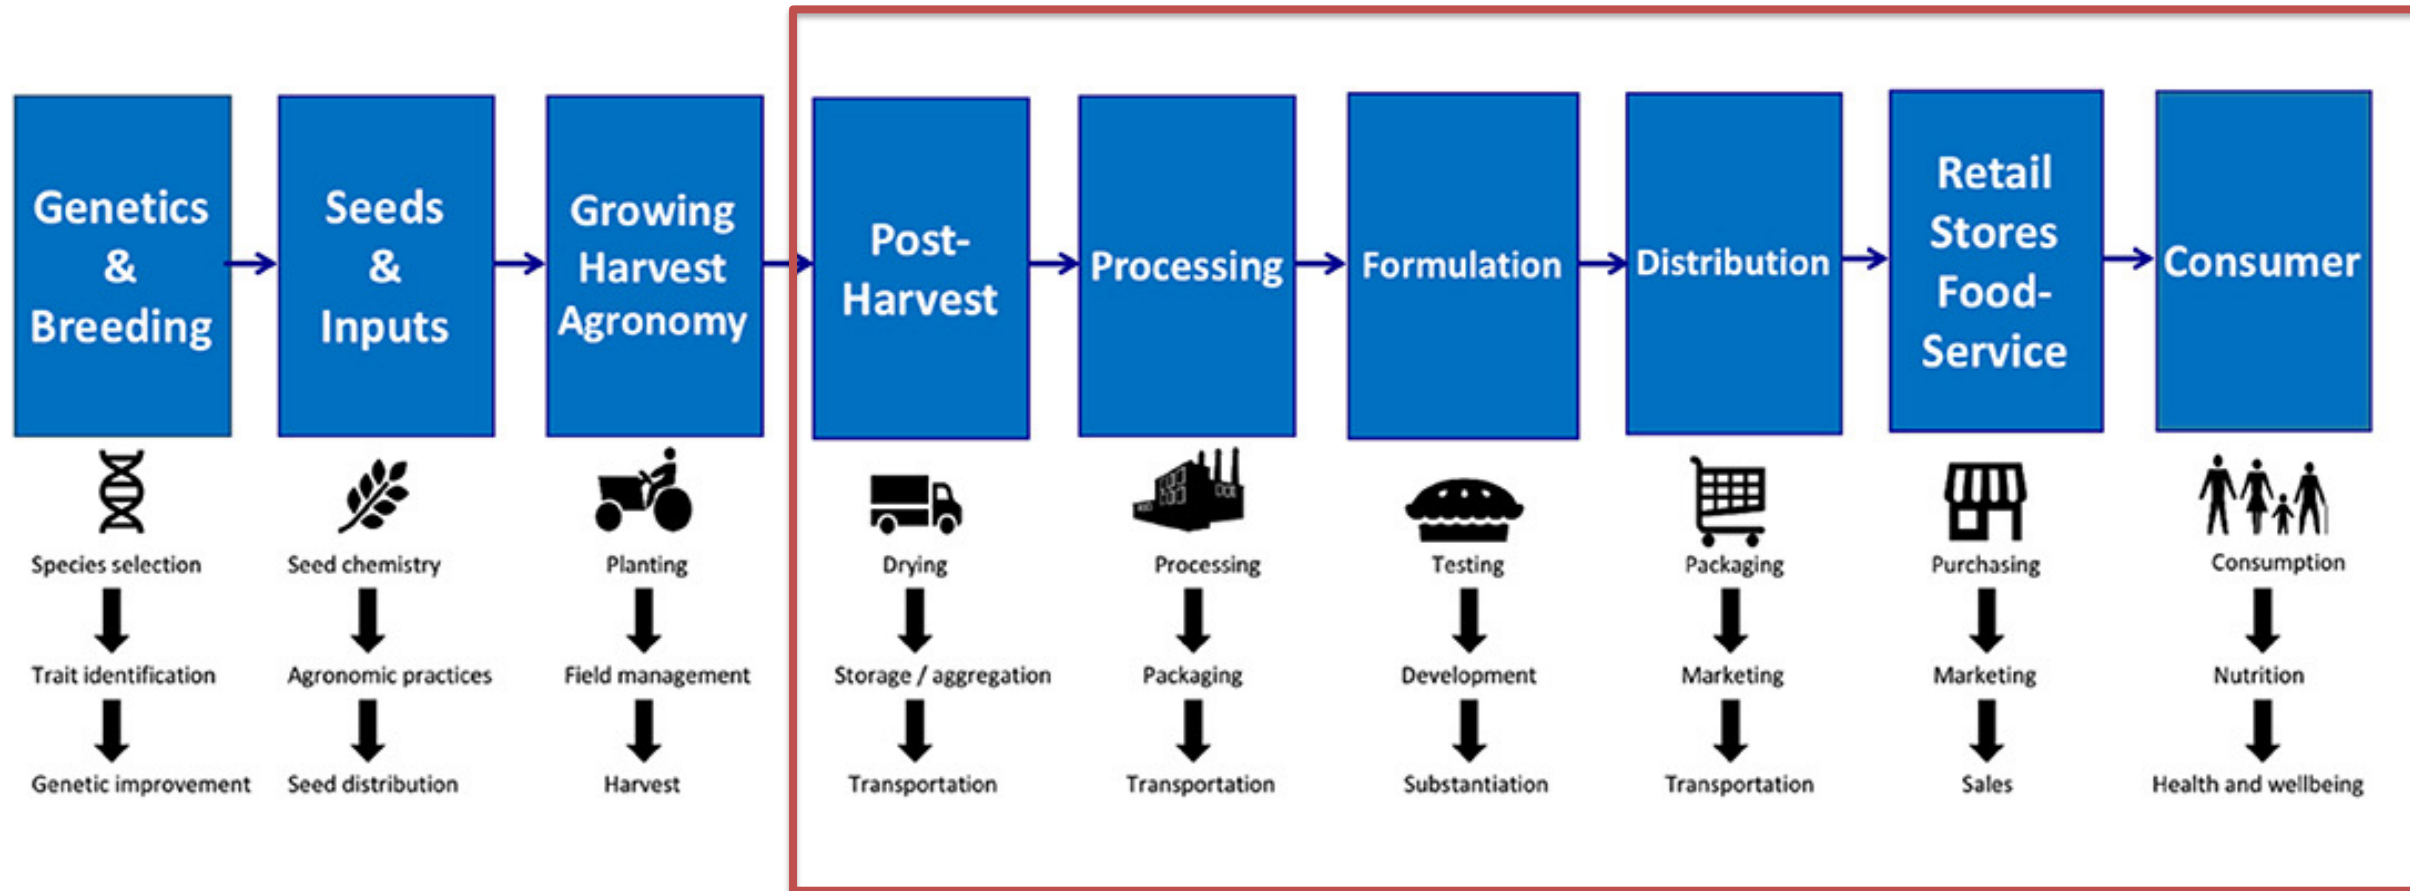 Genetics
&
Breeding
Seeds
&
Inputs
Growing
Harvest
Agronomy
Post-
Harvest
Processing
Formulation
Distribution
Retail
Stores
Food-
Service
Consumer
Species selection
Trait identification
Genetic improvement
Seed chemistry
Agronomic practices
Seed distribution
Planting
Field management
Harvest
Drying
Storage / aggregation
Transportation
Processing
Packaging
Transportation
Testing
Development
Substantiation
Packaging
Marketing
Transportation
Purchasing
Marketing
Sales
Consumption
Nutrition
Health and wellbeing